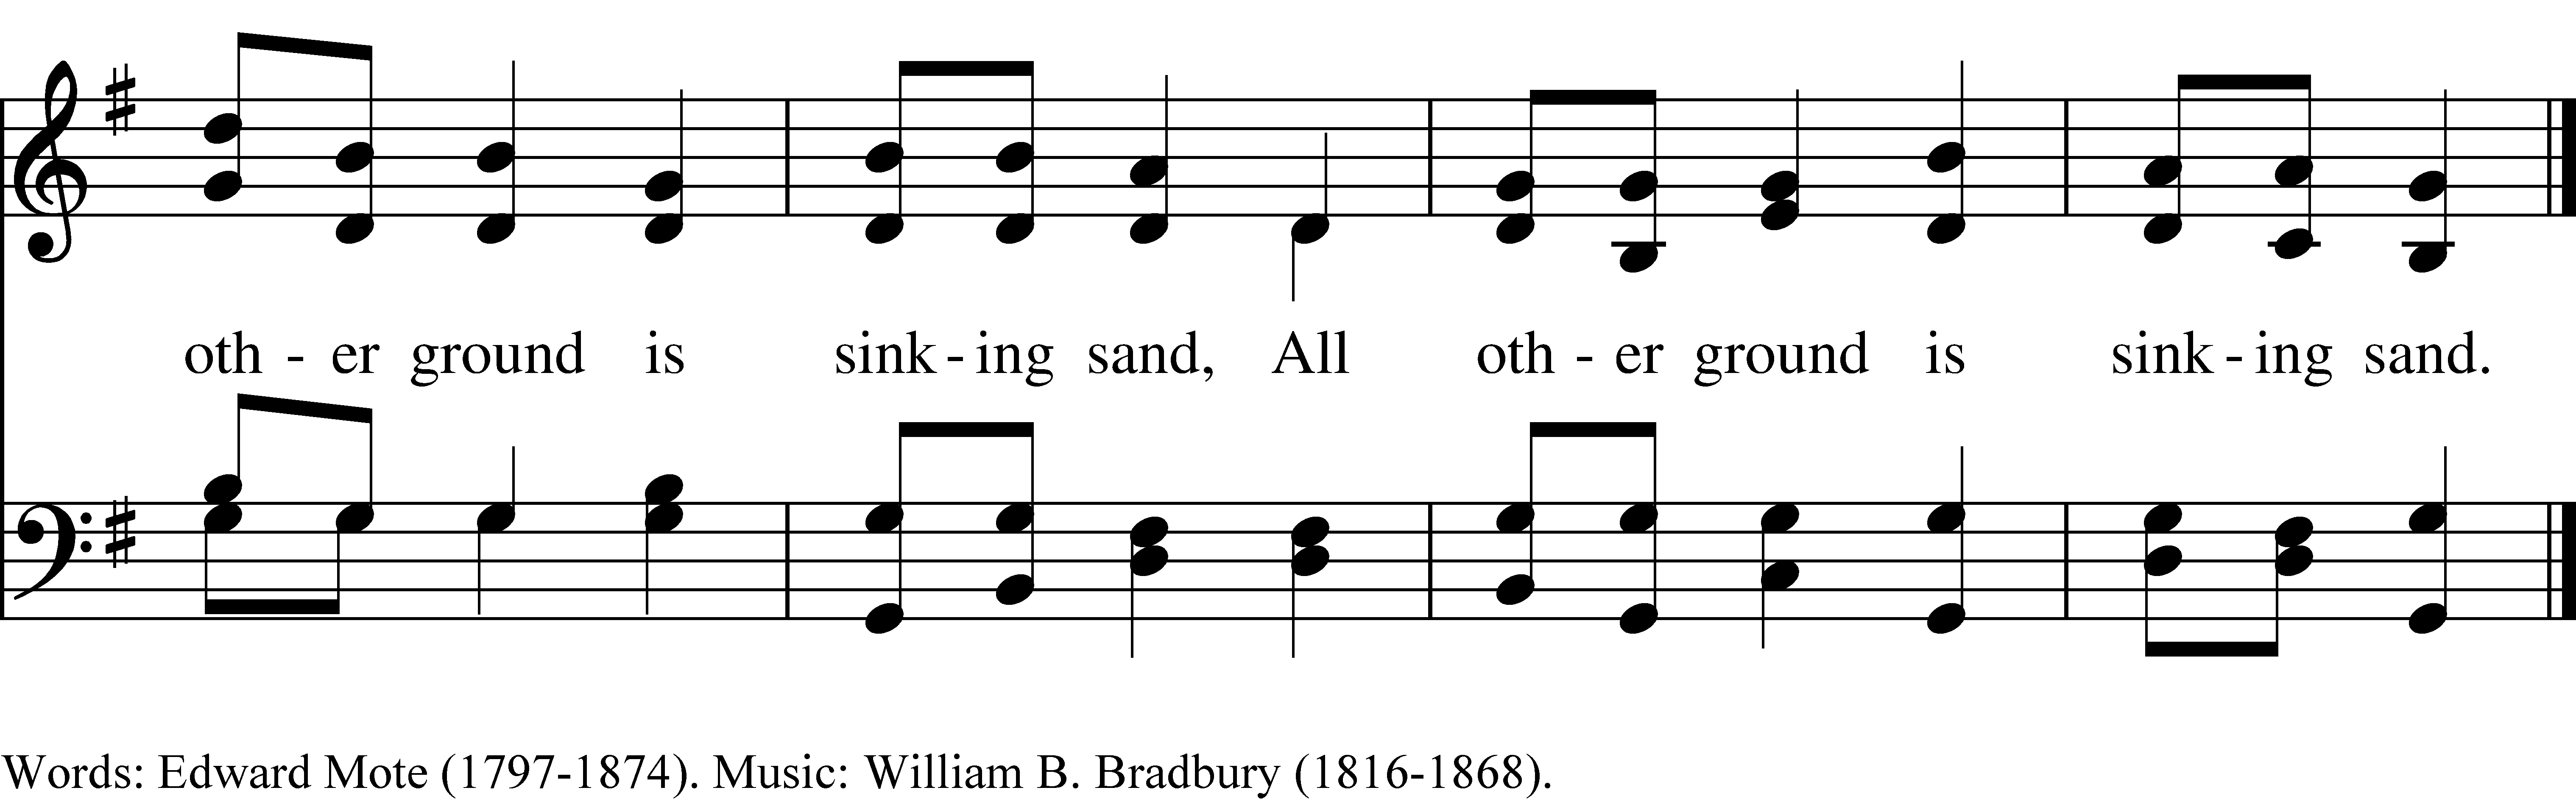 oth - er ground is sink - ing sand, All oth - er ground is sink - ing sand.
Words: Edward Mote (1797-1874). Music: William B. Bradbury (1816-1868).